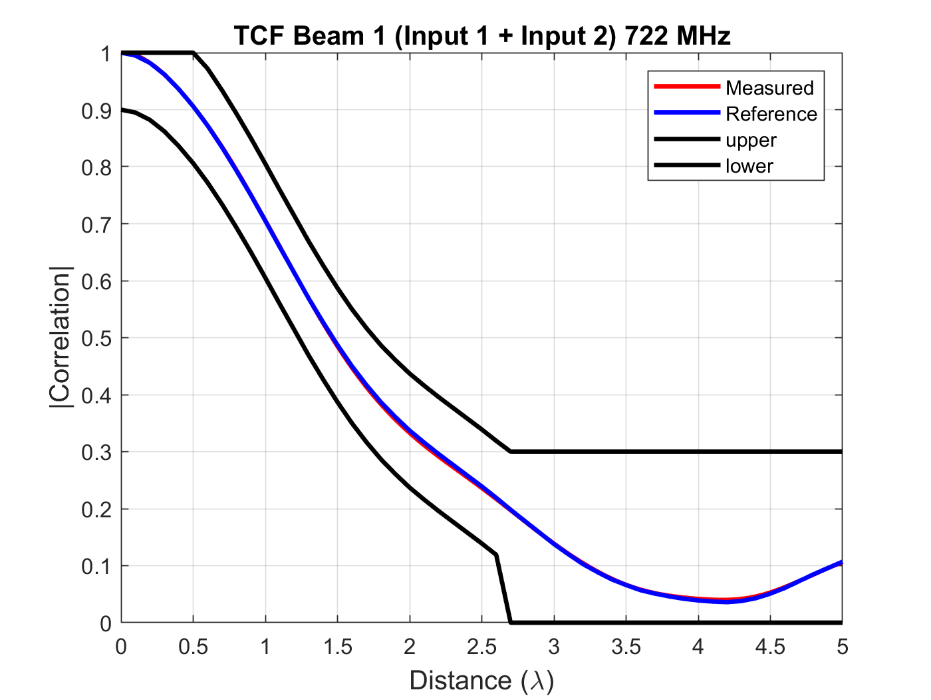 TCF Beam 1 (Input 1 + Input 2) 722 MHz
Measured
Reference
upper
lower
|Correlation|
1
0.9
0.8
0.7
0.6
0.5
0.4
0.3
0.2
0.1
0
0 0.5 1 1.5 2 2.5 3 3.5 4 4.5 5
Distance (λ)